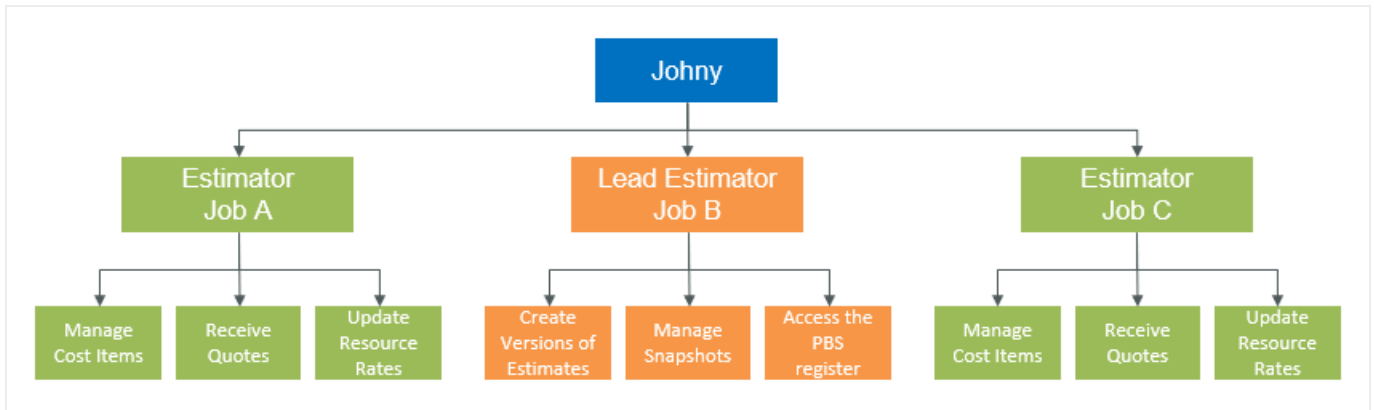 Johny
Estimator
Job A
Lead Estimator
Job B
Estimator
Job C
Manage
Cost Items
Receive
Quotes
Update
Resource
Rates
Create
Versions of
Estimates
Manage
Snapshots
Access the
PBS
register
Manage
Cost Items
Receive
Quotes
Update
Resource
Rates